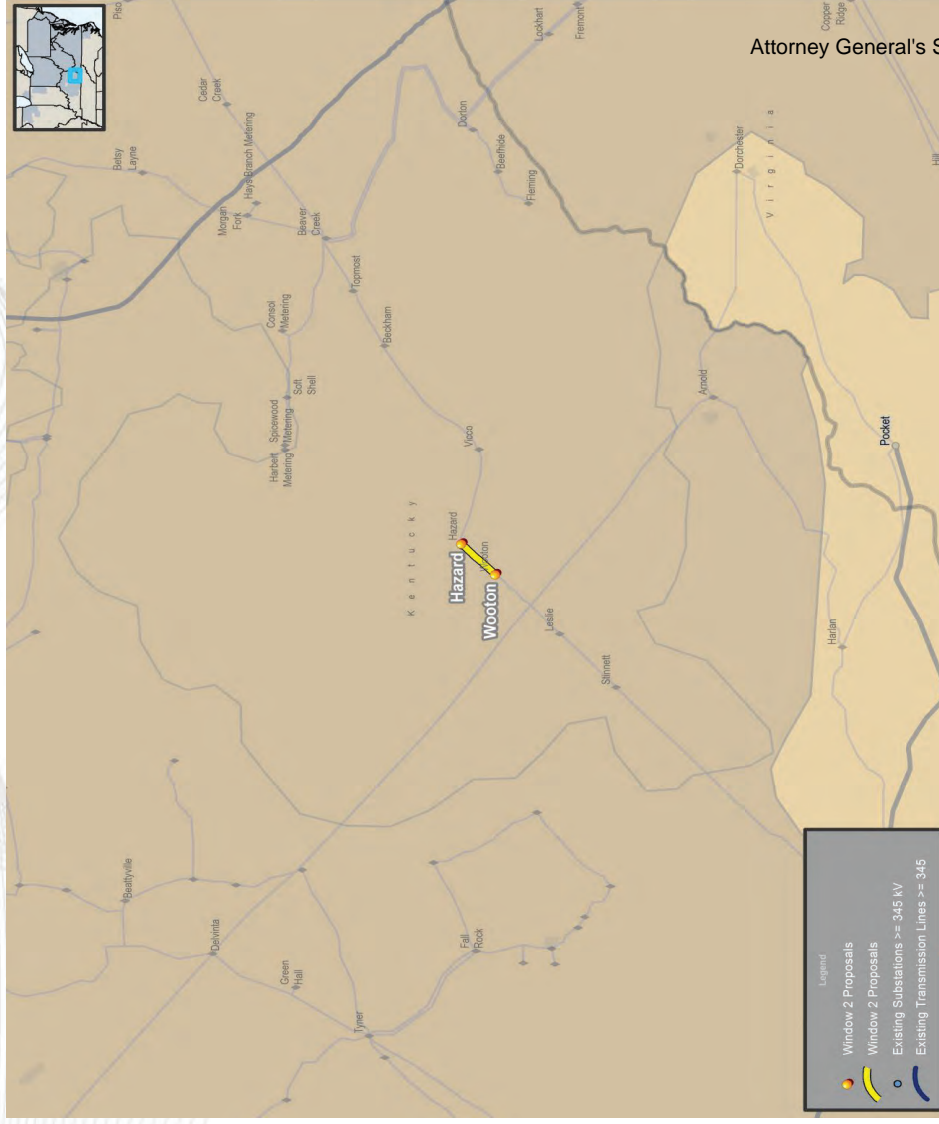 Attorney General's S
Piso
Lockhart
Fremont
Copper
Ridge
Cedar
Creek
Betsy
Layne
Hays Branch Metering
Morgan
Fork
Beaver
Creek
Dorton
Beefhide
Fleming
Dorchester
Virginia
Topmost
Consol
Metering
Beckham
Soft
Shell
Spicewood
Metering
Harbert
Metering
Vicco
Arnold
Pocket
Kentucky
Hazard
Hazard
Wooton
Wooton
Leslie
Stinnett
Harlan
Beattyville
Delvinta
Green
Hall
Fall
Rock
Tyner
Legend
Window 2 Proposals
Window 2 Proposals
Existing Substations >= 345 kV
Existing Transmission Lines >= 345